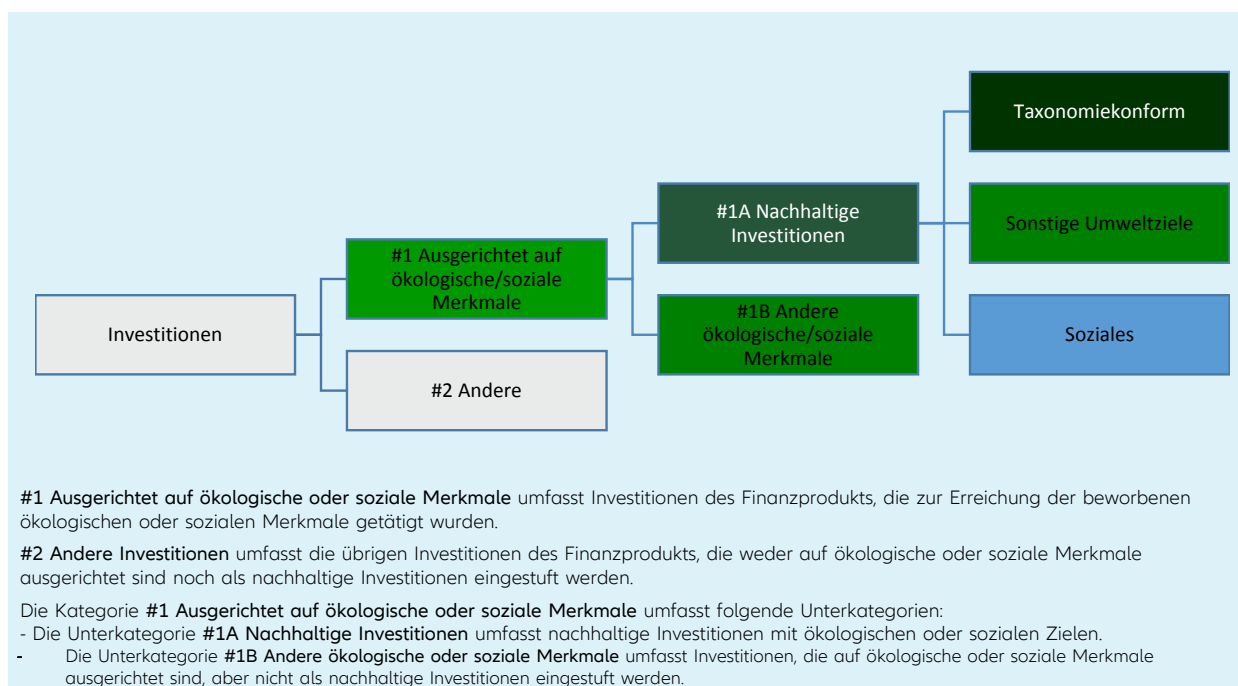 Taxonomiekonform
#1A Nachhaltige
Investitionen
Sonstige Umweltziele
#1 Ausgerichtet auf
ökologische/soziale
Merkmale
#1B Andere
ökologische/soziale
Merkmale
Investitionen
Soziales
#2 Andere
#1 Ausgerichtet auf ökologische oder soziale Merkmale umfasst Investitionen des Finanzprodukts, die zur Erreichung der beworbenen
ökologischen oder sozialen Merkmale getätigt wurden.
#2 Andere Investitionen umfasst die übrigen Investitionen des Finanzprodukts, die weder auf ökologische oder soziale Merkmale
ausgerichtet sind noch als nachhaltige Investitionen eingestuft werden.
Die Kategorie #1 Ausgerichtet auf ökologische oder soziale Merkmale umfasst folgende Unterkategorien:
- Die Unterkategorie #1A Nachhaltige Investitionen umfasst nachhaltige Investitionen mit ökologischen oder sozialen Zielen.
- Die Unterkategorie #1B Andere ökologische oder soziale Merkmale umfasst Investitionen, die auf ökologische oder soziale Merkmale
ausgerichtet sind, aber nicht als nachhaltige Investitionen eingestuft werden.